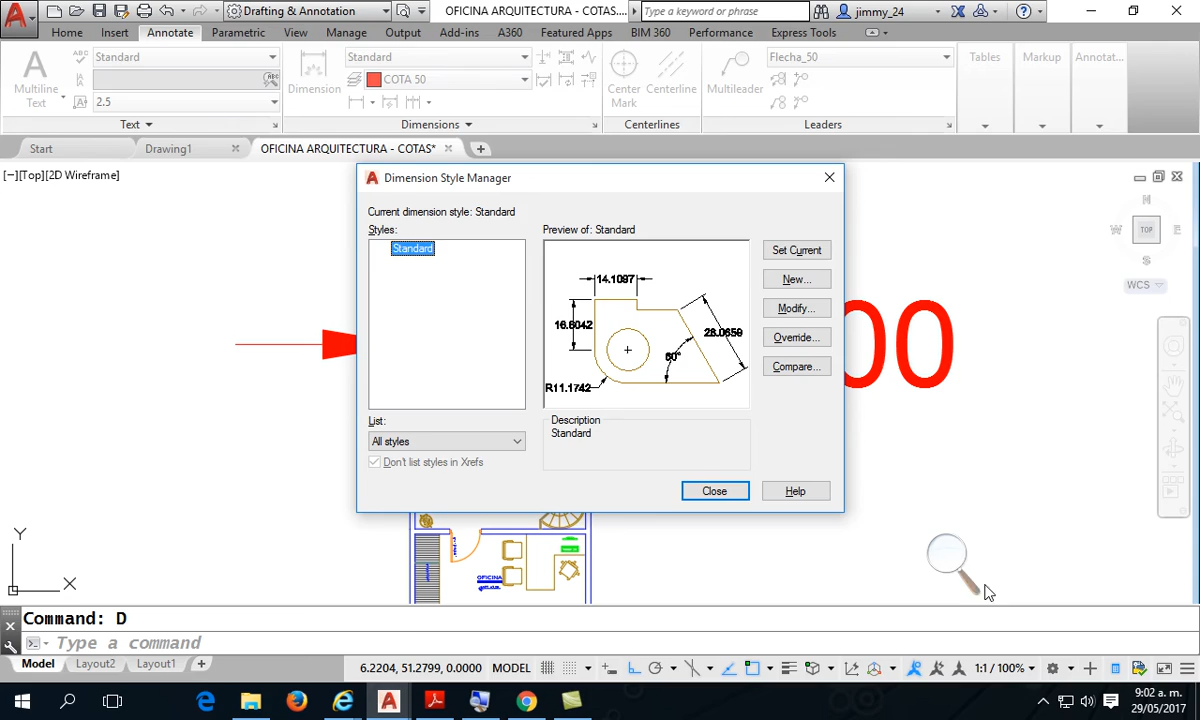 Drafting & Annotation
OFICINA ARQUITECTURA - COTAS....
Type a keyword or phrase
jimmy_24
Home Insert Annotate Parametric View Manage Output Add-ins A360 Featured Apps BIM 360 Performance Express Tools
Multiline Text
Standard
2.5
Text
Dimension
Standard
COTA 50
Dimensions
Center Mark
Centerline
Centerlines
Multileader
Flecha_50
Leaders
Tables
Markup
Annotat...
Start Drawing1 OFICINA ARQUITECTURA - COTAS*
[−][Top][2D Wireframe]
Dimension Style Manager
Current dimension style: Standard
Styles:
Standard
Preview of: Standard
14.1097
16.6042
28.0659
60°
R11.1742
Set Current
New...
Modify...
Override...
Compare...
List:
All styles
Don't list styles in Xrefs
Description
Standard
Close
Help
00
N
W TOP E
S
WCS
OFICINA
Y
X
Command: D
Type a command
Model Layout2 Layout1 +
6.2204, 51.2799, 0.0000 MODEL 1:1 / 100%
9:02 a. m.
29/05/2017